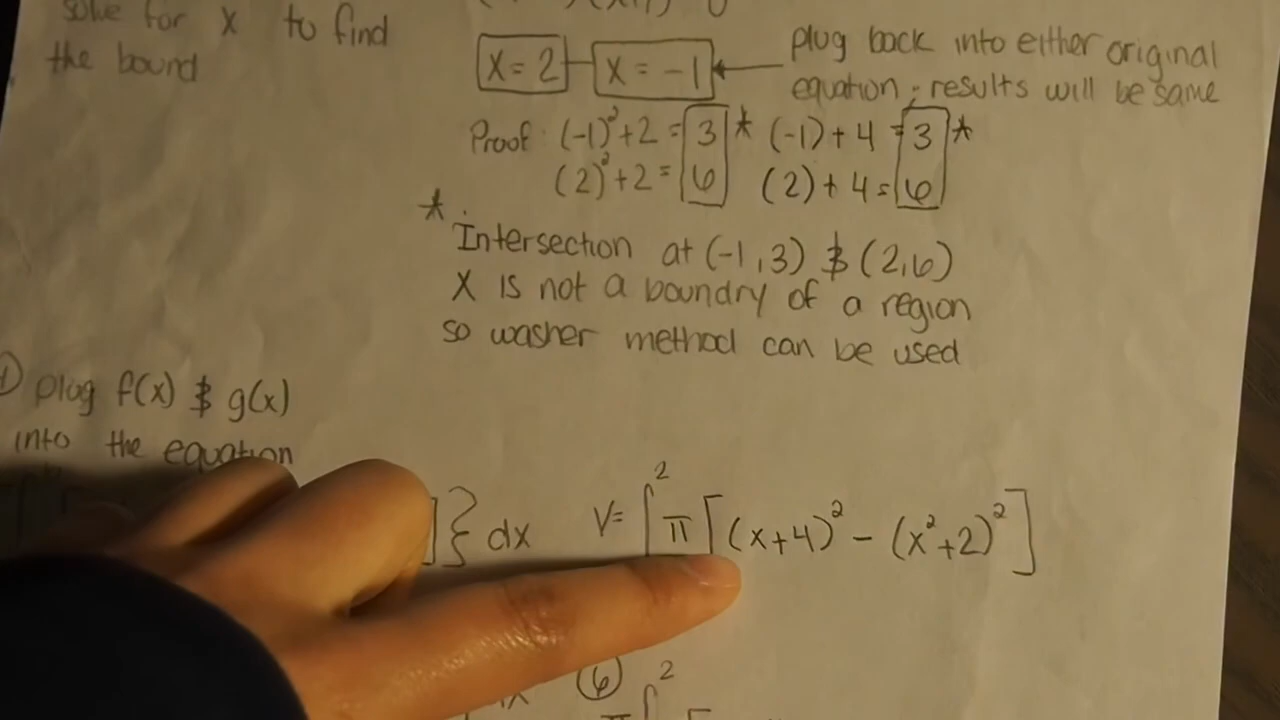 solve for x to find
the bound
x = 2 x = -1
plug back into either original
equation; results will be same
Proof: (-1)²+2 = 3 * (-1)+4 = 3 *
(2)²+2 = 6 (2)+4 = 6
*
Intersection at (-1,3) $ (2,6)
X is not a boundry of a region
so washer method can be used
① plug f(x) $ g(x)
into the equation
]} dx V= ∫² π[(x+4)² - (x²+2)²]
⑥ ∫²